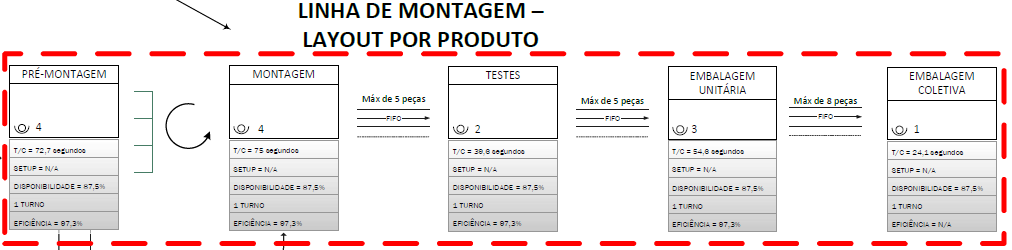 LINHA DE MONTAGEM –
LAYOUT POR PRODUTO
PRÉ-MONTAGEM
4
T/C = 72,7 segundos
SETUP = N/A
DISPONIBILIDADE = 87,5%
1 TURNO
EFICIÊNCIA = 97,3%
MONTAGEM
4
T/C = 75 segundos
SETUP = N/A
DISPONIBILIDADE = 87,5%
1 TURNO
EFICIÊNCIA = 97,3%
Máx de 5 peças
FIFO
TESTES
2
T/C = 39,6 segundos
SETUP = N/A
DISPONIBILIDADE = 87,5%
1 TURNO
EFICIÊNCIA = 97,3%
Máx de 5 peças
FIFO
EMBALAGEM
UNITÁRIA
3
T/C = 54,6 segundos
SETUP = N/A
DISPONIBILIDADE = 87,5%
1 TURNO
EFICIÊNCIA = 97,3%
Máx de 8 peças
FIFO
EMBALAGEM
COLETIVA
1
T/C = 24,1 segundos
SETUP = N/A
DISPONIBILIDADE = 87,5%
1 TURNO
EFICIÊNCIA = N/A